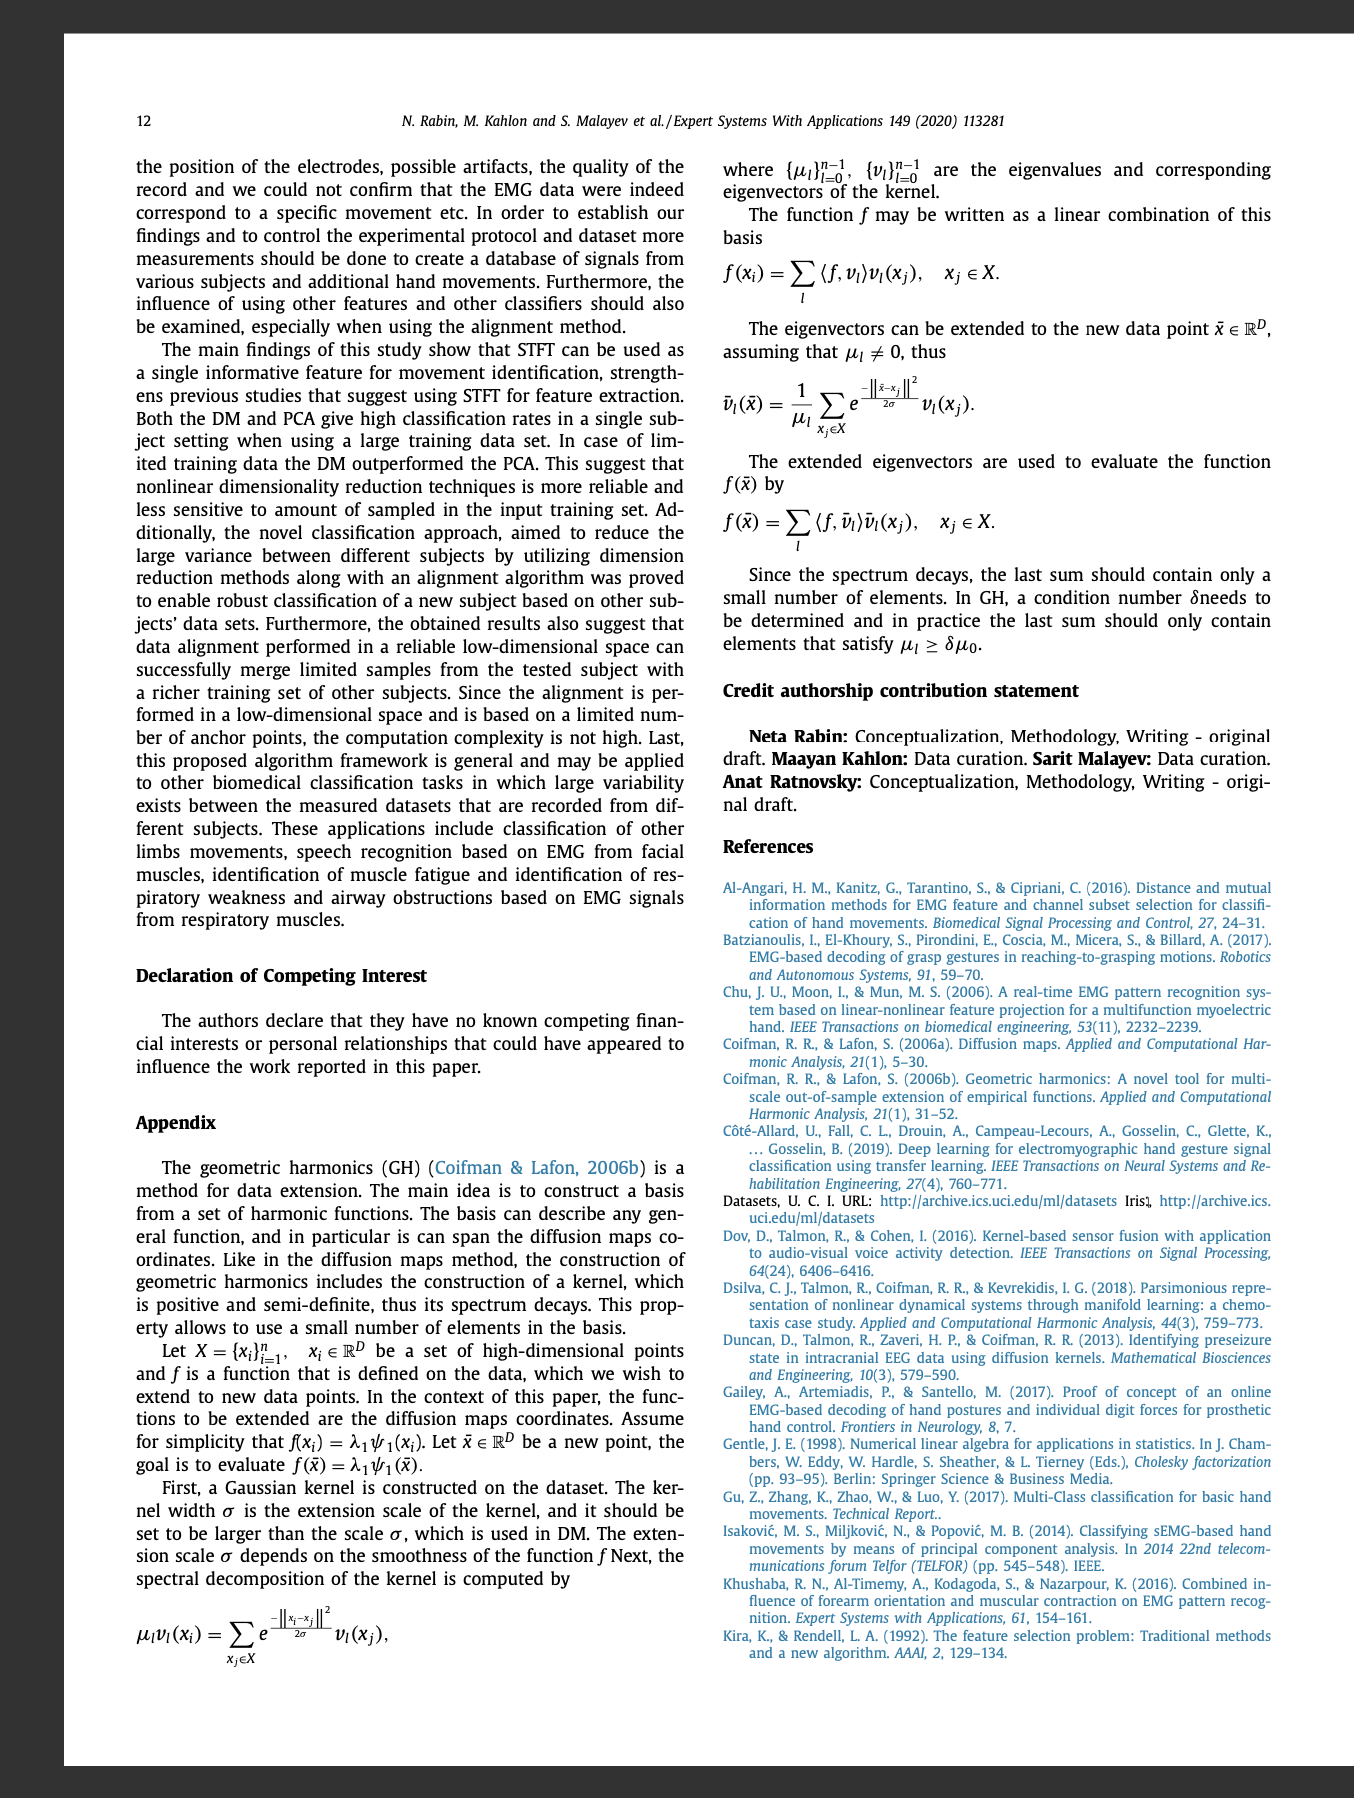 12
N. Rabin, M. Kahlon and S. Malayev et al. / Expert Systems With Applications 149 (2020) 113281
the position of the electrodes, possible artifacts, the quality of the
record and we could not confirm that the EMG data were indeed
correspond to a specific movement etc. In order to establish our
findings and to control the experimental protocol and dataset more
measurements should be done to create a database of signals from
various subjects and additional hand movements. Furthermore, the
influence of using other features and other classifiers should also
be examined, especially when using the alignment method.
The main findings of this study show that STFT can be used as
a single informative feature for movement identification, strength-
ens previous studies that suggest using STFT for feature extraction.
Both the DM and PCA give high classification rates in a single sub-
ject setting when using a large training data set. In case of lim-
ited training data the DM outperformed the PCA. This suggest that
nonlinear dimensionality reduction techniques is more reliable and
less sensitive to amount of sampled in the input training set. Ad-
ditionally, the novel classification approach, aimed to reduce the
large variance between different subjects by utilizing dimension
reduction methods along with an alignment algorithm was proved
to enable robust classification of a new subject based on other sub-
jects' data sets. Furthermore, the obtained results also suggest that
data alignment performed in a reliable low-dimensional space can
successfully merge limited samples from the tested subject with
a richer training set of other subjects. Since the alignment is per-
formed in a low-dimensional space and is based on a limited num-
ber of anchor points, the computation complexity is not high. Last,
this proposed algorithm framework is general and may be applied
to other biomedical classification tasks in which large variability
exists between the measured datasets that are recorded from dif-
ferent subjects. These applications include classification of other
limbs movements, speech recognition based on EMG from facial
muscles, identification of muscle fatigue and identification of res-
piratory weakness and airway obstructions based on EMG signals
from respiratory muscles.
Declaration of Competing Interest
The authors declare that they have no known competing finan-
cial interests or personal relationships that could have appeared to
influence the work reported in this paper.
Appendix
The geometric harmonics (GH) (Coifman & Lafon, 2006b) is a
method for data extension. The main idea is to construct a basis
from a set of harmonic functions. The basis can describe any gen-
eral function, and in particular is can span the diffusion maps co-
ordinates. Like in the diffusion maps method, the construction of
geometric harmonics includes the construction of a kernel, which
is positive and semi-definite, thus its spectrum decays. This prop-
erty allows to use a small number of elements in the basis.
Let X = {x_i}_{i=1}^n, x_i ∈ ℝ^D be a set of high-dimensional points
and f is a function that is defined on the data, which we wish to
extend to new data points. In the context of this paper, the func-
tions to be extended are the diffusion maps coordinates. Assume
for simplicity that f(x_i) = λ_1ψ_1(x_i). Let x̄ ∈ ℝ^D be a new point, the
goal is to evaluate f(x̄) = λ_1ψ_1(x̄).
First, a Gaussian kernel is constructed on the dataset. The ker-
nel width σ is the extension scale of the kernel, and it should be
set to be larger than the scale σ, which is used in DM. The exten-
sion scale σ depends on the smoothness of the function f Next, the
spectral decomposition of the kernel is computed by
μ_lν_l(x_i) = ∑_{x_j∈X} e^{−‖x_i−x_j‖^2 / 2σ} ν_l(x_j),
where {μ_l}_{l=0}^{n−1}, {ν_l}_{l=0}^{n−1} are the eigenvalues and corresponding
eigenvectors of the kernel.
The function f may be written as a linear combination of this
basis
f(x_i) = ∑_l ⟨f, ν_l⟩ν_l(x_j), x_j ∈ X.
The eigenvectors can be extended to the new data point x̄ ∈ ℝ^D,
assuming that μ_l ≠ 0, thus
ν̄_l(x̄) = 1/μ_l ∑_{x_j∈X} e^{−‖x̄−x_j‖^2 / 2σ} ν_l(x_j).
The extended eigenvectors are used to evaluate the function
f(x̄) by
f(x̄) = ∑_l ⟨f, ν̄_l⟩ν̄_l(x_j), x_j ∈ X.
Since the spectrum decays, the last sum should contain only a
small number of elements. In GH, a condition number δneeds to
be determined and in practice the last sum should only contain
elements that satisfy μ_l ≥ δμ_0.
Credit authorship contribution statement
Neta Rabin: Conceptualization, Methodology, Writing - original
draft. Maayan Kahlon: Data curation. Sarit Malayev: Data curation.
Anat Ratnovsky: Conceptualization, Methodology, Writing - origi-
nal draft.
References
Al-Angari, H. M., Kanitz, G., Tarantino, S., & Cipriani, C. (2016). Distance and mutual
information methods for EMG feature and channel subset selection for classifi-
cation of hand movements. Biomedical Signal Processing and Control, 27, 24–31.
Batzianoulis, I., El-Khoury, S., Pirondini, E., Coscia, M., Micera, S., & Billard, A. (2017).
EMG-based decoding of grasp gestures in reaching-to-grasping motions. Robotics
and Autonomous Systems, 91, 59–70.
Chu, J. U., Moon, I., & Mun, M. S. (2006). A real-time EMG pattern recognition sys-
tem based on linear-nonlinear feature projection for a multifunction myoelectric
hand. IEEE Transactions on biomedical engineering, 53(11), 2232–2239.
Coifman, R. R., & Lafon, S. (2006a). Diffusion maps. Applied and Computational Har-
monic Analysis, 21(1), 5–30.
Coifman, R. R., & Lafon, S. (2006b). Geometric harmonics: A novel tool for multi-
scale out-of-sample extension of empirical functions. Applied and Computational
Harmonic Analysis, 21(1), 31–52.
Côté-Allard, U., Fall, C. L., Drouin, A., Campeau-Lecours, A., Gosselin, C., Glette, K.,
... Gosselin, B. (2019). Deep learning for electromyographic hand gesture signal
classification using transfer learning. IEEE Transactions on Neural Systems and Re-
habilitation Engineering, 27(4), 760–771.
Datasets, U. C. I. URL: http://archive.ics.uci.edu/ml/datasets Iris, http://archive.ics.
uci.edu/ml/datasets
Dov, D., Talmon, R., & Cohen, I. (2016). Kernel-based sensor fusion with application
to audio-visual voice activity detection. IEEE Transactions on Signal Processing,
64(24), 6406–6416.
Dsilva, C. J., Talmon, R., Coifman, R. R., & Kevrekidis, I. G. (2018). Parsimonious repre-
sentation of nonlinear dynamical systems through manifold learning: a chemo-
taxis case study. Applied and Computational Harmonic Analysis, 44(3), 759–773.
Duncan, D., Talmon, R., Zaveri, H. P., & Coifman, R. R. (2013). Identifying preseizure
state in intracranial EEG data using diffusion kernels. Mathematical Biosciences
and Engineering, 10(3), 579–590.
Gailey, A., Artemiadis, P., & Santello, M. (2017). Proof of concept of an online
EMG-based decoding of hand postures and individual digit forces for prosthetic
hand control. Frontiers in Neurology, 8, 7.
Gentle, J. E. (1998). Numerical linear algebra for applications in statistics. In J. Cham-
bers, W. Eddy, W. Hardle, S. Sheather, & L. Tierney (Eds.), Cholesky factorization
(pp. 93–95). Berlin: Springer Science & Business Media.
Gu, Z., Zhang, K., Zhao, W., & Luo, Y. (2017). Multi-Class classification for basic hand
movements. Technical Report..
Isaković, M. S., Miljković, N., & Popović, M. B. (2014). Classifying sEMG-based hand
movements by means of principal component analysis. In 2014 22nd telecom-
munications forum Telfor (TELFOR) (pp. 545–548). IEEE.
Khushaba, R. N., Al-Timemy, A., Kodagoda, S., & Nazarpour, K. (2016). Combined in-
fluence of forearm orientation and muscular contraction on EMG pattern recog-
nition. Expert Systems with Applications, 61, 154–161.
Kira, K., & Rendell, L. A. (1992). The feature selection problem: Traditional methods
and a new algorithm. AAAI, 2, 129–134.